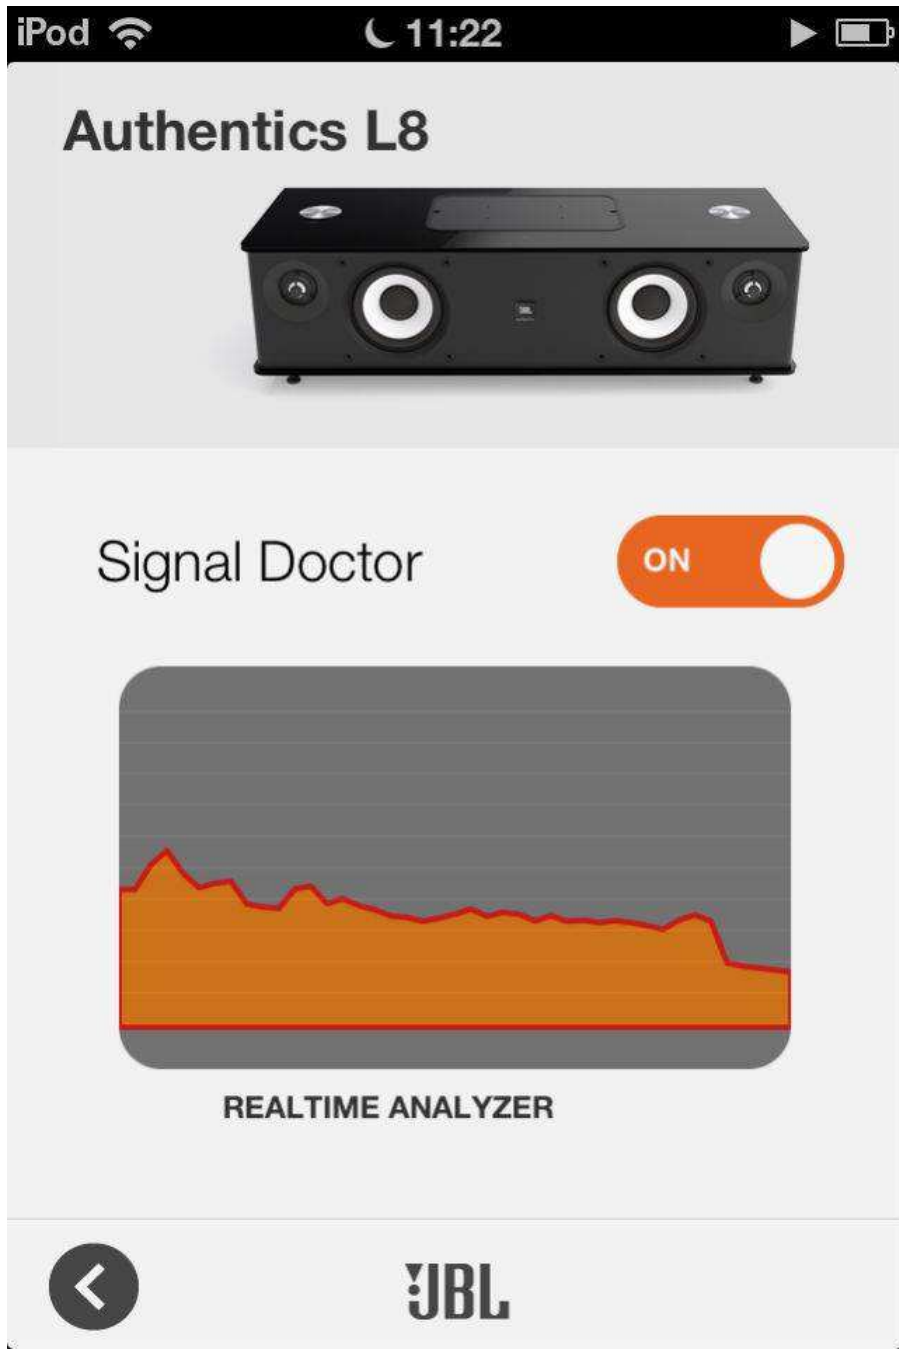 iPod 11:22
Authentics L8
Signal Doctor
ON
REALTIME ANALYZER
JBL